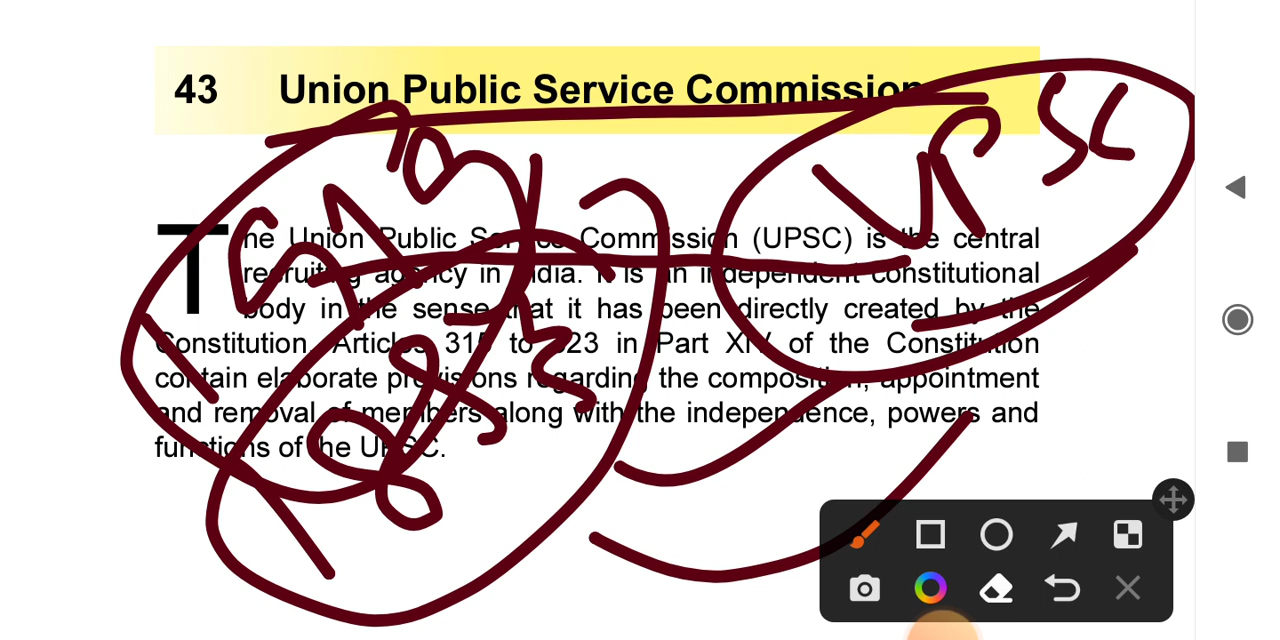 43 Union Public Service Commission
UPSC
The Union Public Service Commission (UPSC) is the central
recruiting agency in India. It is an independent constitutional
body in the sense that it has been directly created by the
Constitution. Articles 315 to 323 in Part XIV of the Constitution
contain elaborate provisions regarding the composition, appointment
and removal of members along with the independence, powers and
functions of the UPSC.